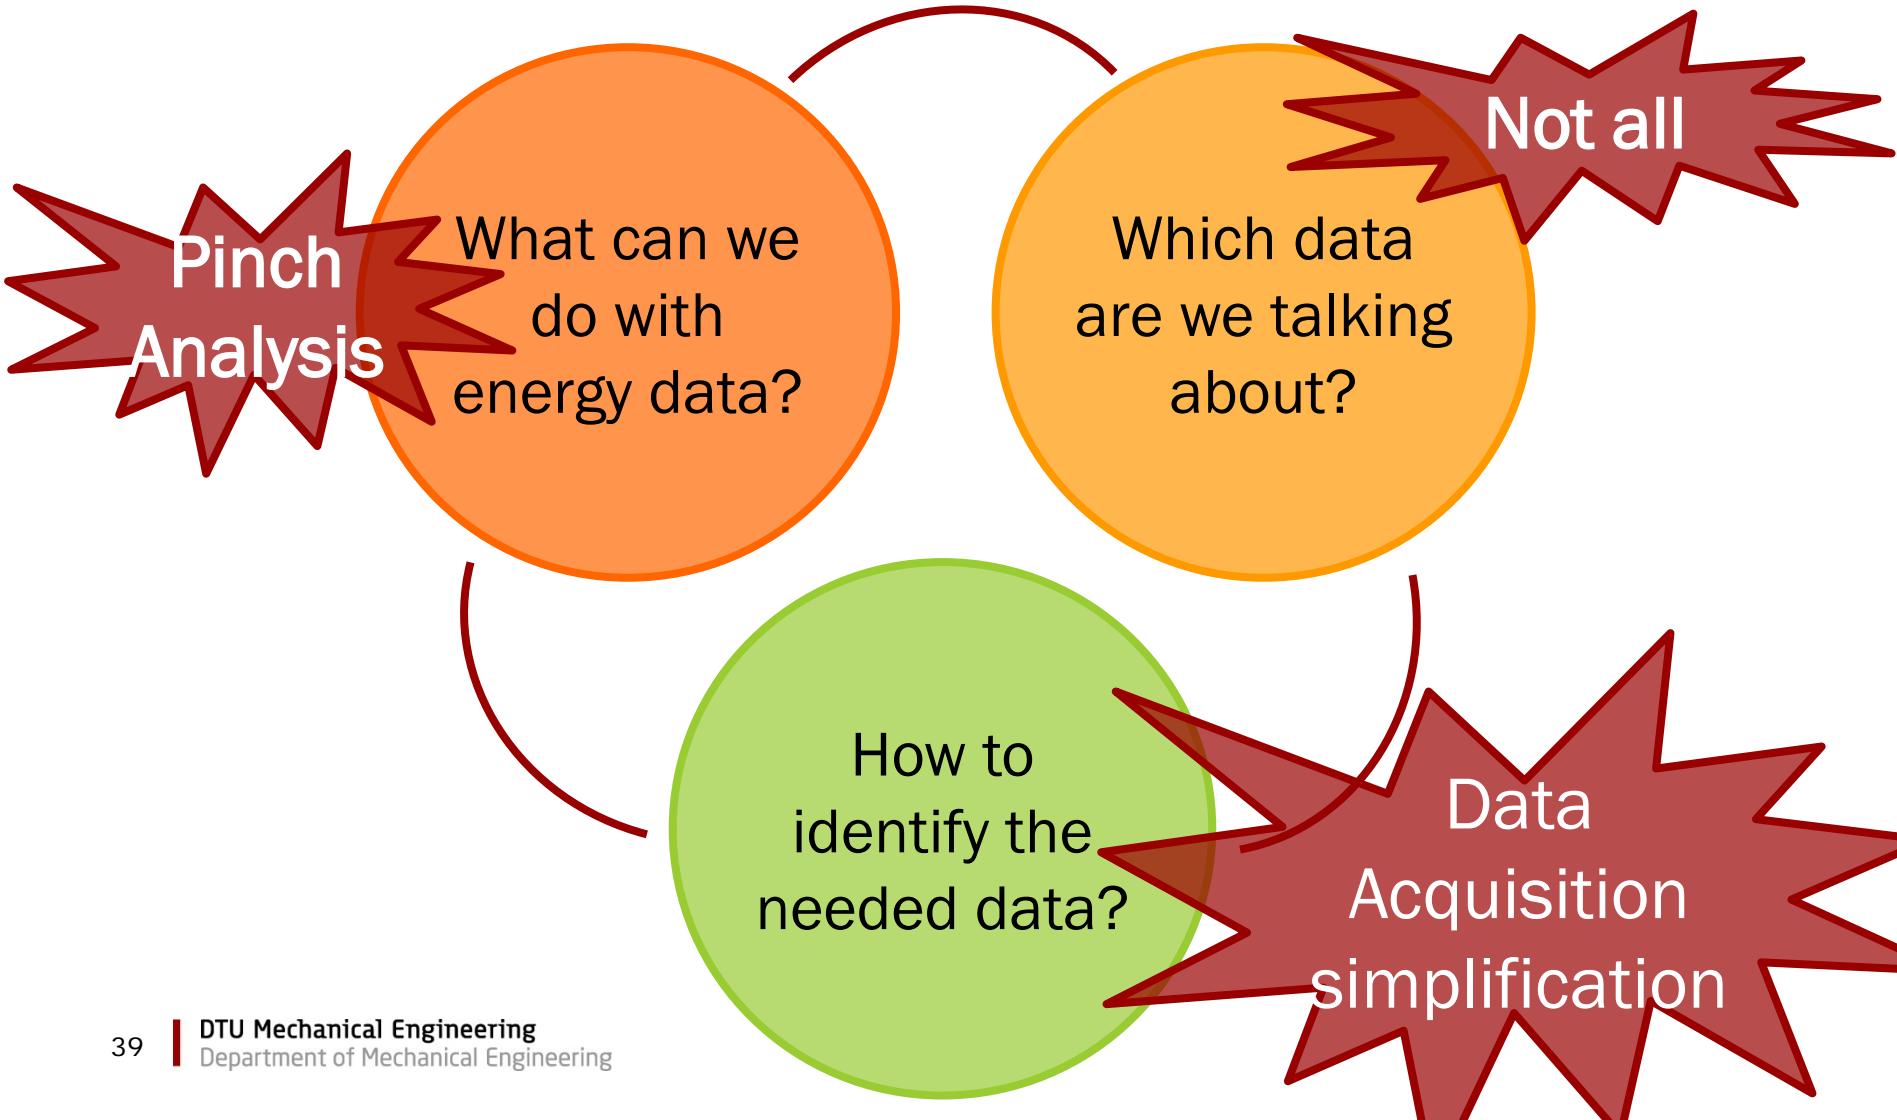 Pinch
Analysis
What can we
do with
energy data?
Which data
are we talking
about?
Not all
How to
identify the
needed data?
Data
Acquisition
simplification
39
DTU Mechanical Engineering
Department of Mechanical Engineering